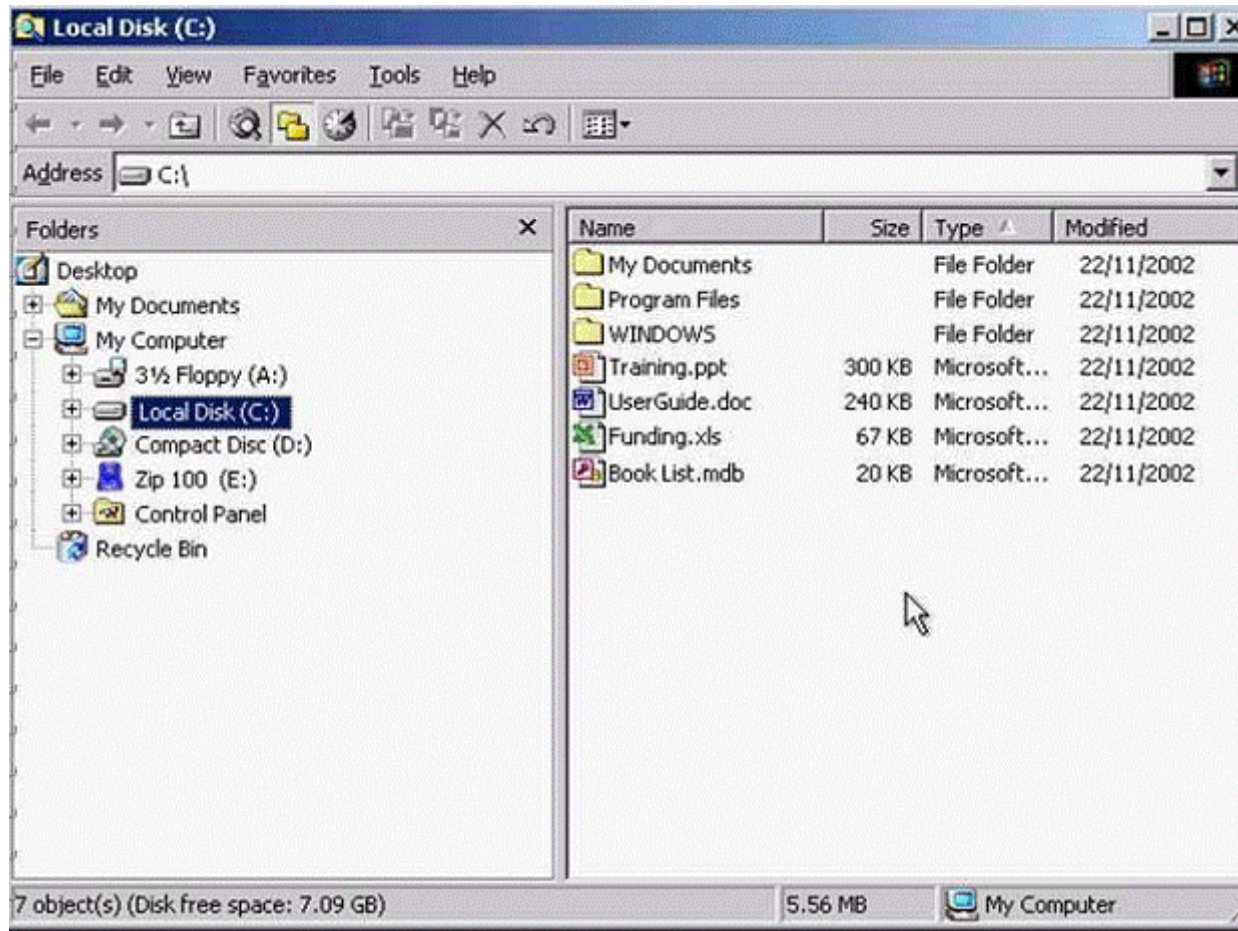 Local Disk (C:)
File Edit View Favorites Tools Help
Address C:\
Folders
Desktop
My Documents
My Computer
3½ Floppy (A:)
Local Disk (C:)
Compact Disc (D:)
Zip 100 (E:)
Control Panel
Recycle Bin
Name Size Type Modified
My Documents File Folder 22/11/2002
Program Files File Folder 22/11/2002
WINDOWS File Folder 22/11/2002
Training.ppt 300 KB Microsoft... 22/11/2002
UserGuide.doc 240 KB Microsoft... 22/11/2002
Funding.xls 67 KB Microsoft... 22/11/2002
Book List.mdb 20 KB Microsoft... 22/11/2002
7 object(s) (Disk free space: 7.09 GB) 5.56 MB My Computer